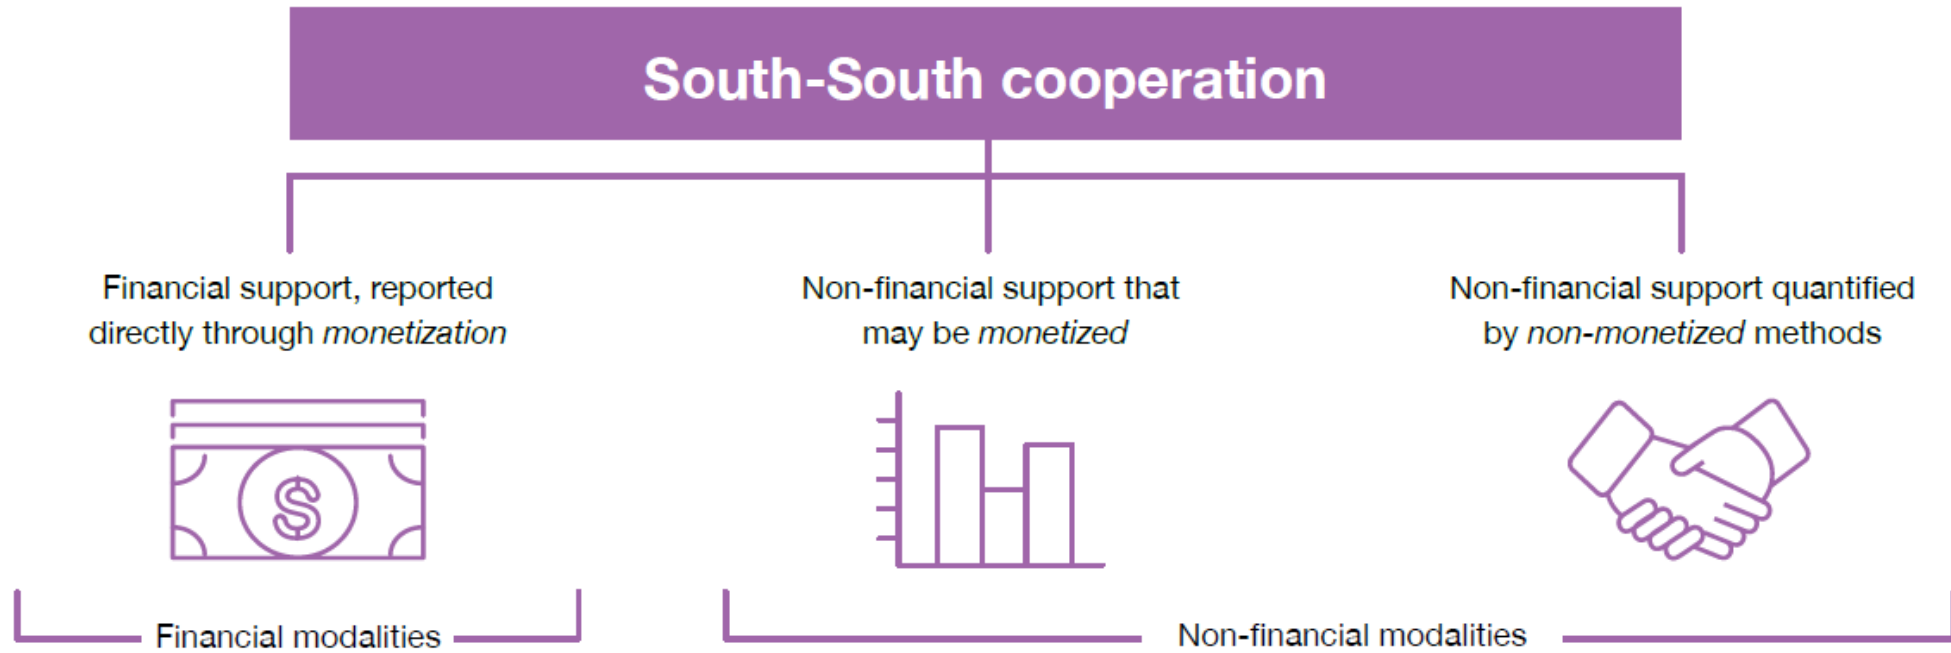 South-South cooperation
Financial support, reported
directly through monetization
Non-financial support that
may be monetized
Non-financial support quantified
by non-monetized methods
$
Financial modalities
Non-financial modalities